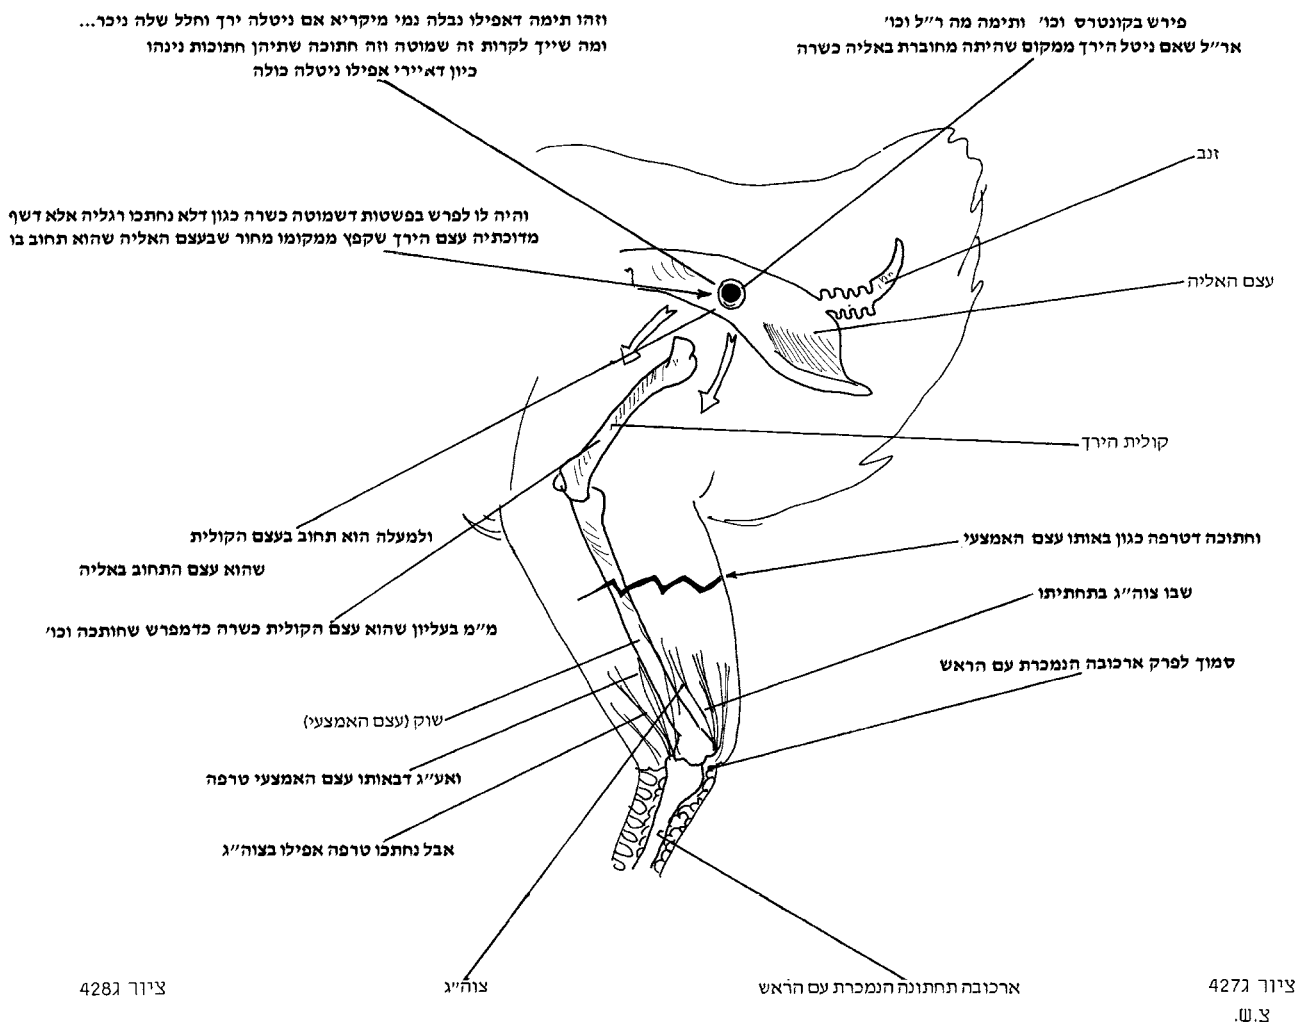 פירש בקונטרס וכו' ותימה מה ר"ל וכו'
אר"ל שאם ניטל הירך ממקום שהיתה מחוברת באליה כשרה
וזהו תימה דאפילו נבלה נמי מיקריא אם ניטלה ירך וחלל שלה ניכר...
ומה שייך לקרות זה שמוטה וזה חתוכה שתיהן חתוכות נינהו
כיון דאיירי אפילו ניטלה כולה
זנב
והיה לו לפרש בפשטות דשמוטה כשרה כגון דלא נחתכו רגליה אלא דשף
מדוכתיה עצם הירך שקפץ ממקומו מחור שבעצם האליה שהוא תחוב בו
עצם האליה
קולית הירך
ולמעלה הוא תחוב בעצם הקולית
וחתוכה דטרפה כגון באותו עצם האמצעי
שהוא עצם התחוב באליה
שבו צוה"ג בתחתיתו
מ"מ בעליון שהוא עצם הקולית כשרה כדמפרש שחותכה וכו'
סמוך לפרק ארכובה הנמכרת עם הראש
שוק (עצם האמצעי)
ואע"ג דבאותו עצם האמצעי טרפה
אבל נחתכו טרפה אפילו בצוה"ג
ארכובה תחתונה הנמכרת עם הראש
צוה"ג
ציור ג427
ציור ג428
צ.ש.